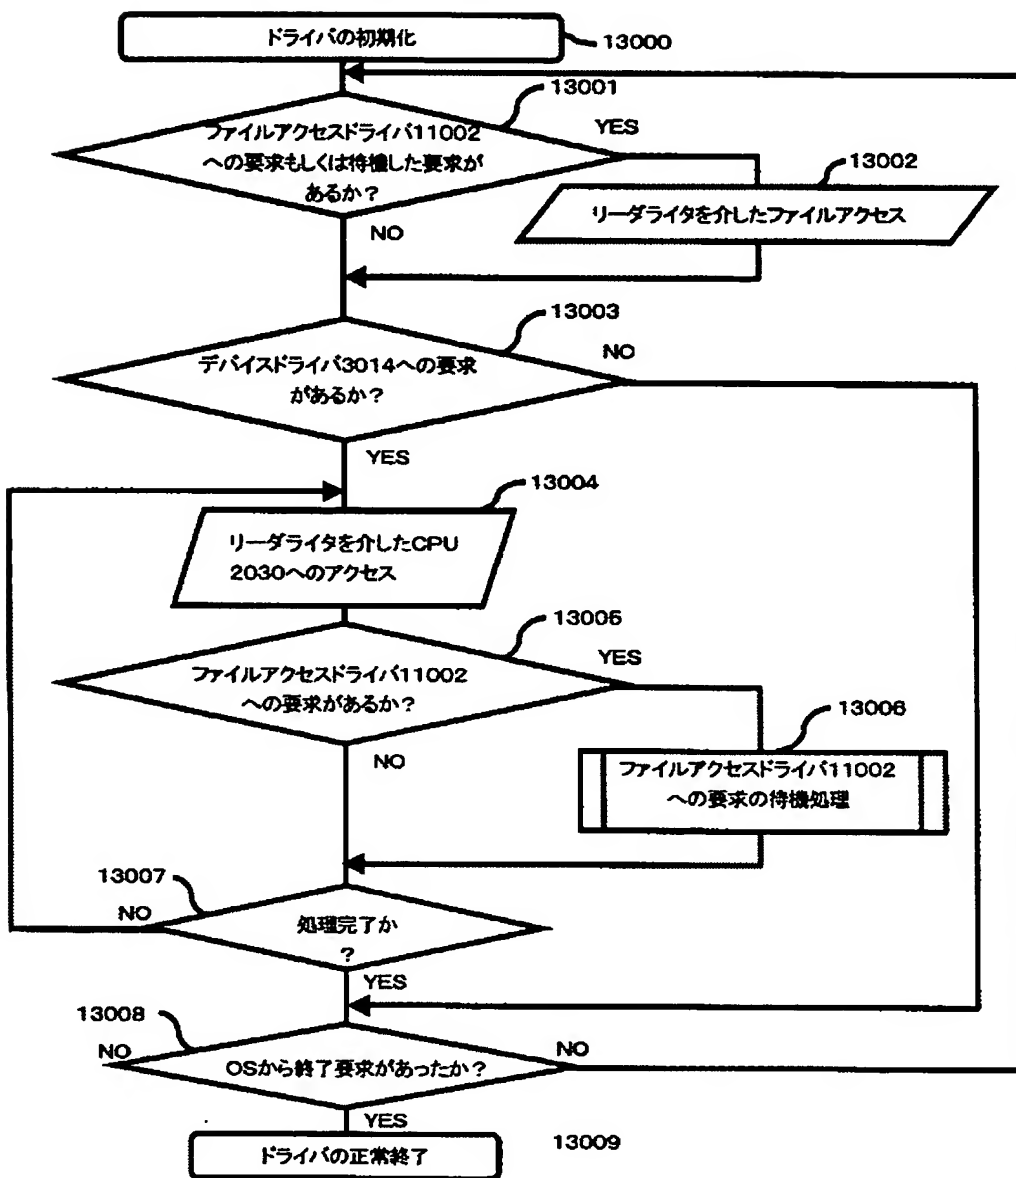 ドライバの初期化
13000
13001
ファイルアクセスドライバ11002
への要求もしくは待機した要求が
あるか?
YES
13002
リーダライタを介したファイルアクセス
NO
13003
デバイスドライバ3014への要求
があるか?
NO
YES
13004
リーダライタを介したCPU
2030へのアクセス
13005
ファイルアクセスドライバ11002
への要求があるか?
YES
13006
ファイルアクセスドライバ11002
への要求の待機処理
NO
13007
NO
処理完了か
?
YES
13008
NO
OSから終了要求があったか?
NO
YES
ドライバの正常終了
13009